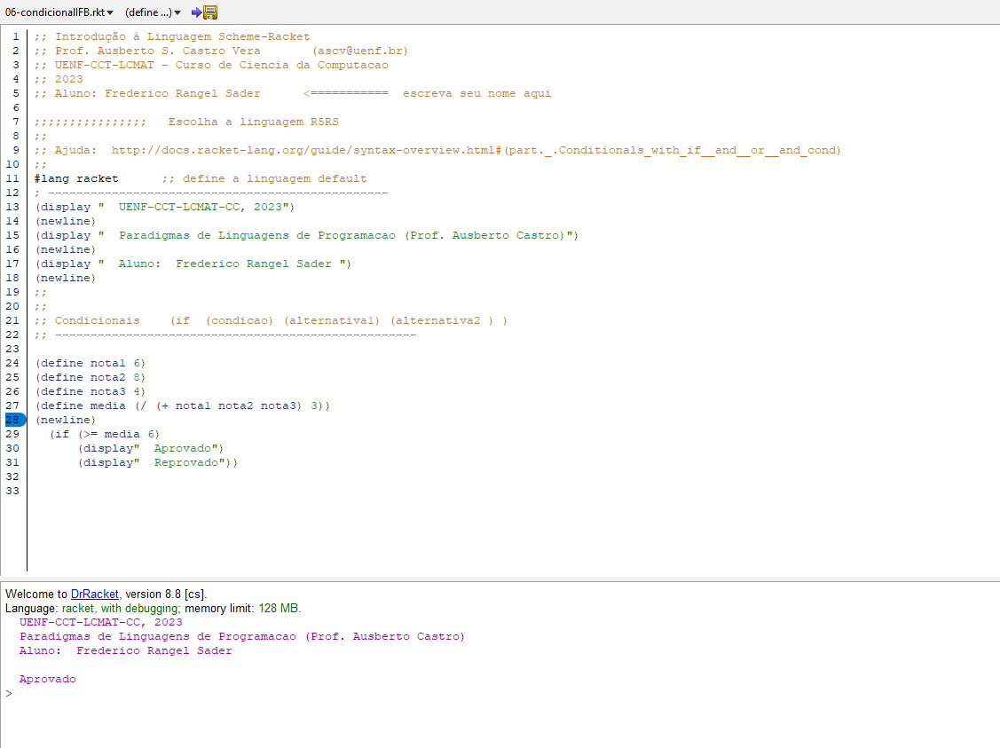 06-condicionalIFB.rkt (define ...)
1 ;; Introdução à Linguagem Scheme-Racket
2 ;; Prof. Ausberto S. Castro Vera (ascv@uenf.br)
3 ;; UENF-CCT-LCMAT - Curso de Ciencia da Computacao
4 ;; 2023
5 ;; Aluno: Frederico Rangel Sader <=========== escreva seu nome aqui
6
7 ;;;;;;;;;;;;;;;; Escolha a linguagem R5RS
8 ;;
9 ;; Ajuda: http://docs.racket-lang.org/guide/syntax-overview.html#(part._.Conditionals_with_if__and__or__and_cond)
10 ;;
11 #lang racket ;; define a linguagem default
12 ; ------------------------------------------------
13 (display "  UENF-CCT-LCMAT-CC, 2023")
14 (newline)
15 (display "  Paradigmas de Linguagens de Programacao (Prof. Ausberto Castro)")
16 (newline)
17 (display "  Aluno:  Frederico Rangel Sader ")
18 (newline)
19 ;;
20 ;;
21 ;; Condicionais (if (condicao) (alternativa1) (alternativa2 ) )
22 ;; ---------------------------------------------------
23
24 (define nota1 6)
25 (define nota2 8)
26 (define nota3 4)
27 (define media (/ (+ nota1 nota2 nota3) 3))
28 (newline)
29 (if (>= media 6)
30 (display"  Aprovado")
31 (display"  Reprovado"))
32
33
Welcome to DrRacket, version 8.8 [cs].
Language: racket, with debugging; memory limit: 128 MB.
UENF-CCT-LCMAT-CC, 2023
Paradigmas de Linguagens de Programacao (Prof. Ausberto Castro)
Aluno:  Frederico Rangel Sader
Aprovado
>